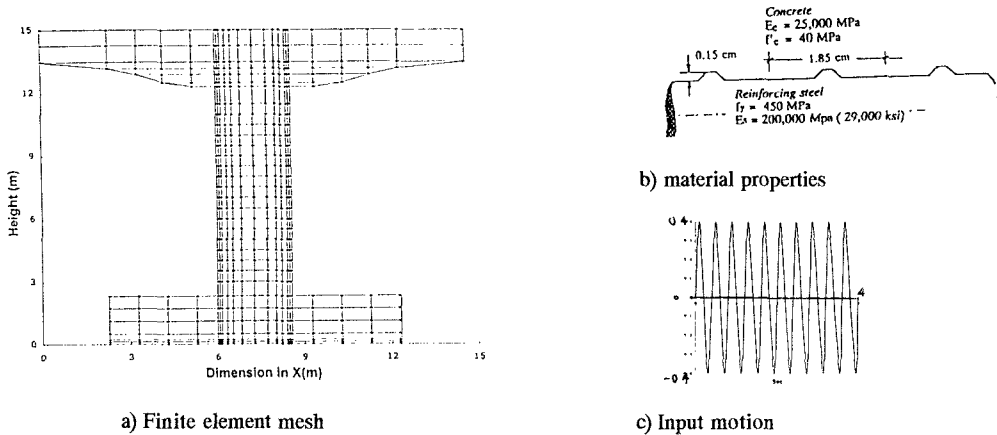 15
12
9
6
3
0
Height (m)
0 3 6 9 12 15
Dimension In X(m)
a) Finite element mesh
Concrete
Ec = 25,000 MPa
f'c = 40 MPa
0.15 cm
1.85 cm
Reinforcing steel
fy = 450 MPa
Es = 200,000 Mpa ( 29,000 ksi)
b) material properties
0.4
0
-0.4
4
Sec
c) Input motion